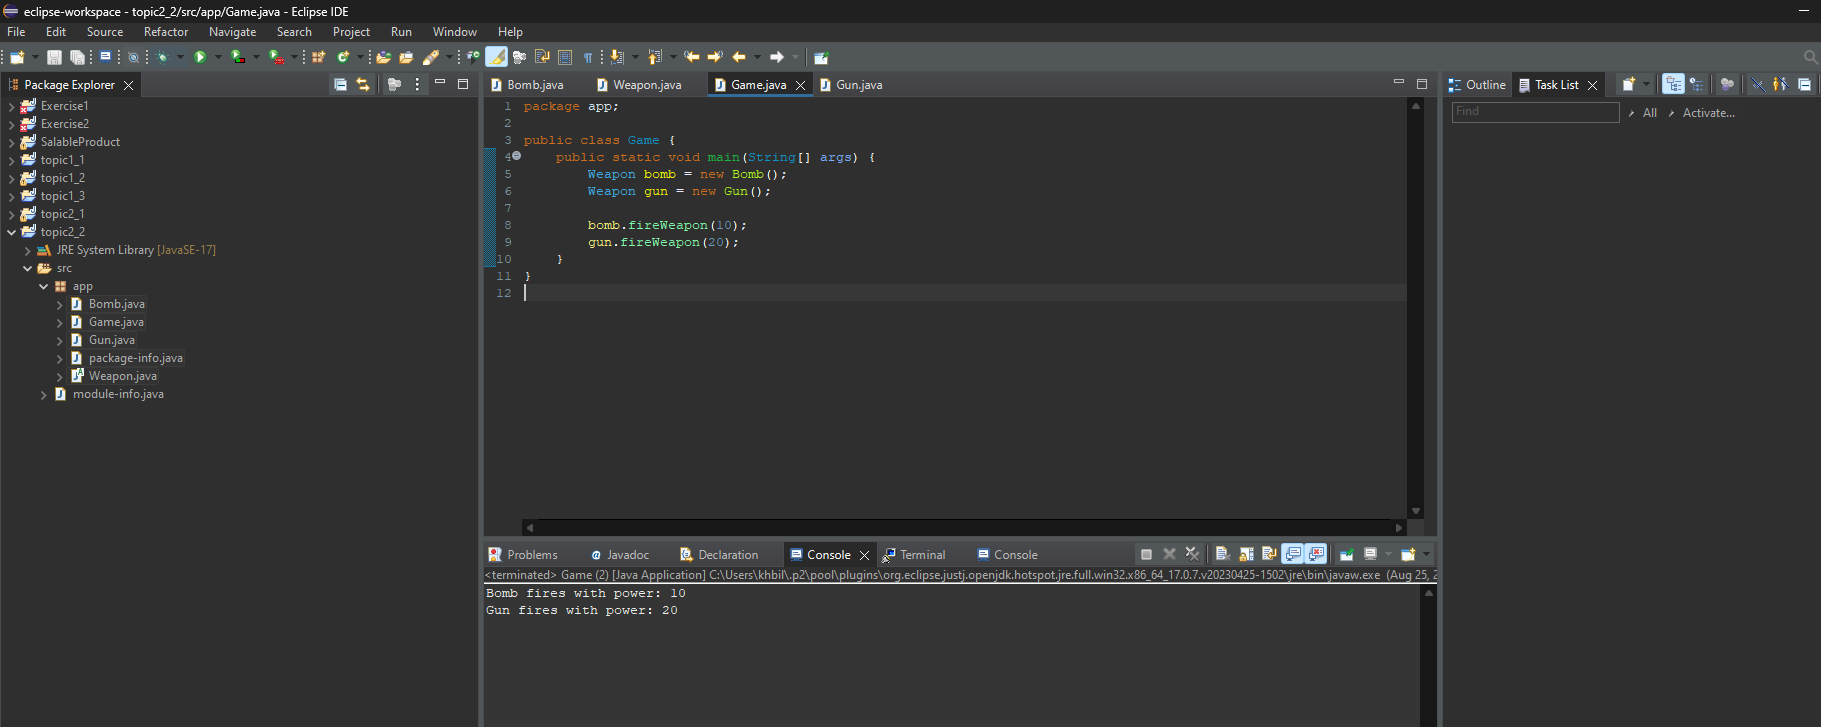 eclipse-workspace - topic2_2/src/app/Game.java - Eclipse IDE
File Edit Source Refactor Navigate Search Project Run Window Help
Package Explorer
Exercise1
Exercise2
SalableProduct
topic1_1
topic1_2
topic1_3
topic2_1
topic2_2
JRE System Library [JavaSE-17]
src
app
Bomb.java
Game.java
Gun.java
package-info.java
Weapon.java
module-info.java
Bomb.java Weapon.java Game.java Gun.java
1 package app;
2
3 public class Game {
4 public static void main(String[] args) {
5 Weapon bomb = new Bomb();
6 Weapon gun = new Gun();
7
8 bomb.fireWeapon(10);
9 gun.fireWeapon(20);
10 }
11 }
12
Problems Javadoc Declaration Console Terminal Console
<terminated> Game (2) [Java Application] C:\Users\khbil\.p2\pool\plugins\org.eclipse.justj.openjdk.hotspot.jre.full.win32.x86_64_17.0.7.v20230425-1502\jre\bin\javaw.exe (Aug 25, 2
Bomb fires with power: 10
Gun fires with power: 20
Outline Task List
Find All Activate...